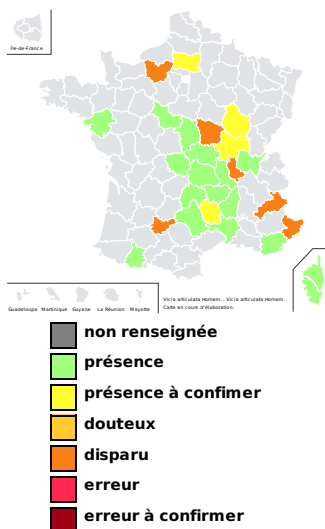 Île-de-France
Guadeloupe Martinique Guyane La Réunion Mayotte
Vicia articulata Hornem. , Vicia articulata Hornem.
Carte en cours d'élaboration.
non renseignée
présence
présence à confimer
douteux
disparu
erreur
erreur à confirmer